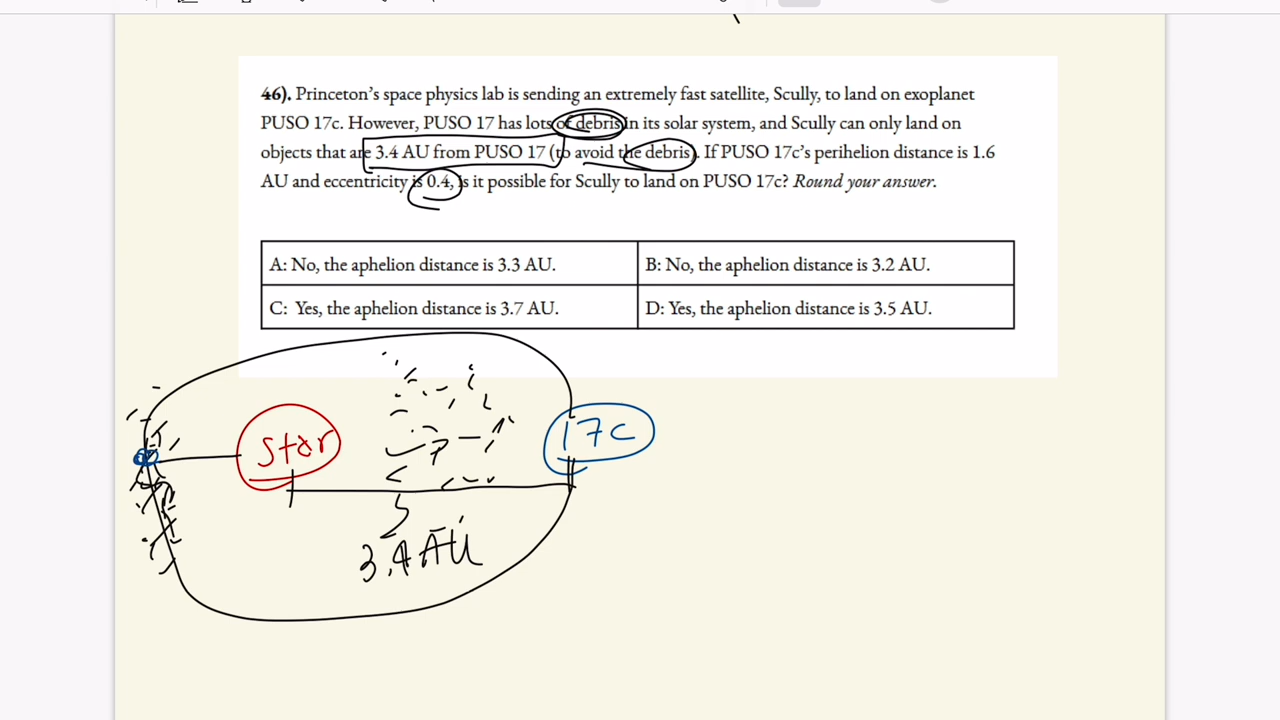 46). Princeton's space physics lab is sending an extremely fast satellite, Scully, to land on exoplanet
PUSO 17c. However, PUSO 17 has lots of debris in its solar system, and Scully can only land on
objects that are 3.4 AU from PUSO 17 (to avoid the debris). If PUSO 17c's perihelion distance is 1.6
AU and eccentricity is 0.4, is it possible for Scully to land on PUSO 17c? Round your answer.
A: No, the aphelion distance is 3.3 AU.
B: No, the aphelion distance is 3.2 AU.
C: Yes, the aphelion distance is 3.7 AU.
D: Yes, the aphelion distance is 3.5 AU.
Star
17c
3.4 AU